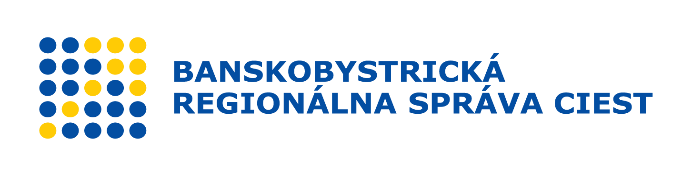 BANSKOBYSTRICKÁ
REGIONÁLNA SPRÁVA CIEST